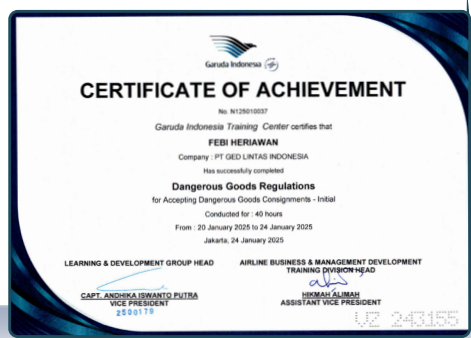 Garuda Indonesia
CERTIFICATE OF ACHIEVEMENT
No. N125010037
Garuda Indonesia Training Center certifies that
FEBI HERIAWAN
Company : PT GED LINTAS INDONESIA
Has successfully completed
Dangerous Goods Regulations
for Accepting Dangerous Goods Consignments - Initial
Conducted for : 40 hours
From : 20 January 2025 to 24 January 2025
Jakarta, 24 January 2025
LEARNING & DEVELOPMENT GROUP HEAD
CAPT. ANDHIKA ISWANTO PUTRA
VICE PRESIDENT
2500179
AIRLINE BUSINESS & MANAGEMENT DEVELOPMENT
TRAINING DIVISION HEAD
HIKMAH ALIMAH
ASSISTANT VICE PRESIDENT
UZ 243155